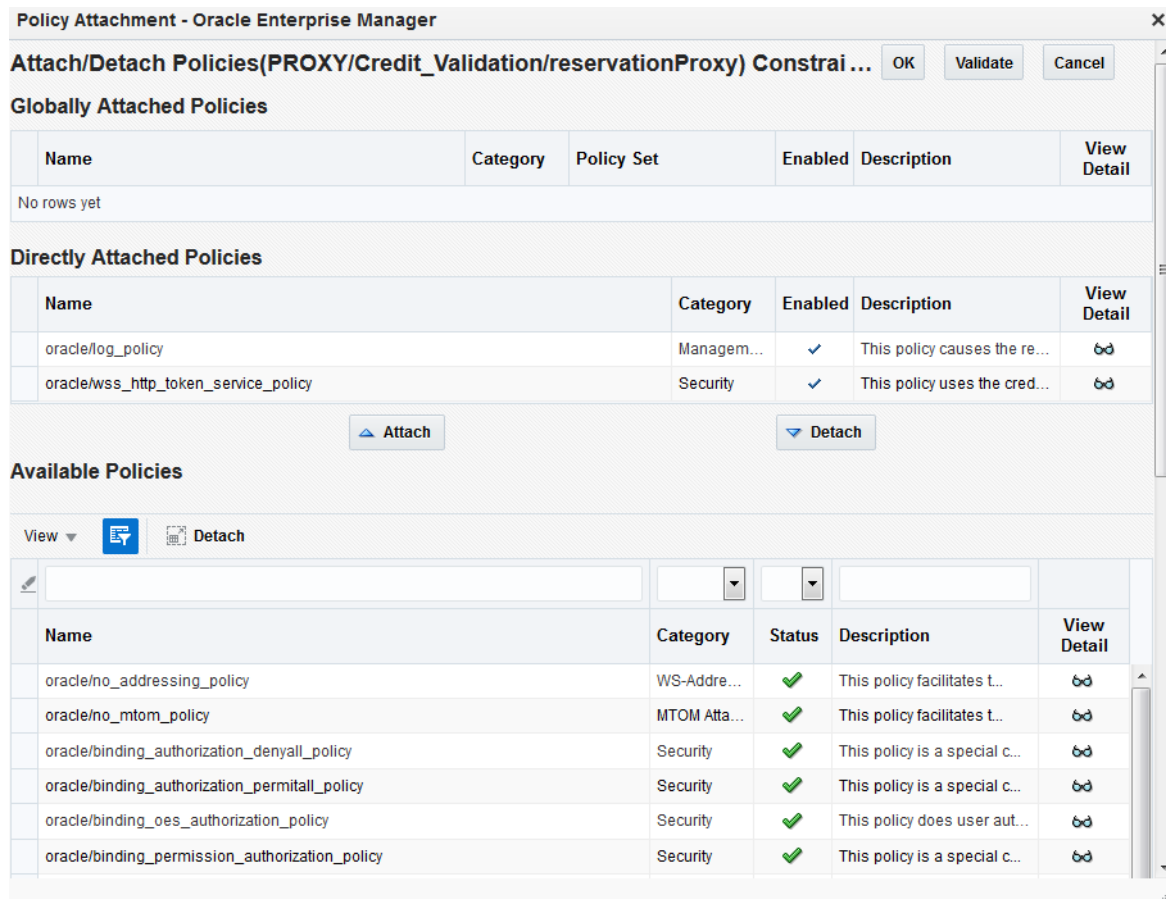 Policy Attachment - Oracle Enterprise Manager
Attach/Detach Policies(PROXY/Credit_Validation/reservationProxy) Constrai... OK Validate Cancel
Globally Attached Policies
Name Category Policy Set Enabled Description View Detail
No rows yet
Directly Attached Policies
Name Category Enabled Description View Detail
oracle/log_policy Managem... This policy causes the re...
oracle/wss_http_token_service_policy Security This policy uses the cred...
Attach Detach
Available Policies
View Detach
Name Category Status Description View Detail
oracle/no_addressing_policy WS-Addre... This policy facilitates t...
oracle/no_mtom_policy MTOM Atta... This policy facilitates t...
oracle/binding_authorization_denyall_policy Security This policy is a special c...
oracle/binding_authorization_permitall_policy Security This policy is a special c...
oracle/binding_oes_authorization_policy Security This policy does user aut...
oracle/binding_permission_authorization_policy Security This policy is a special c...